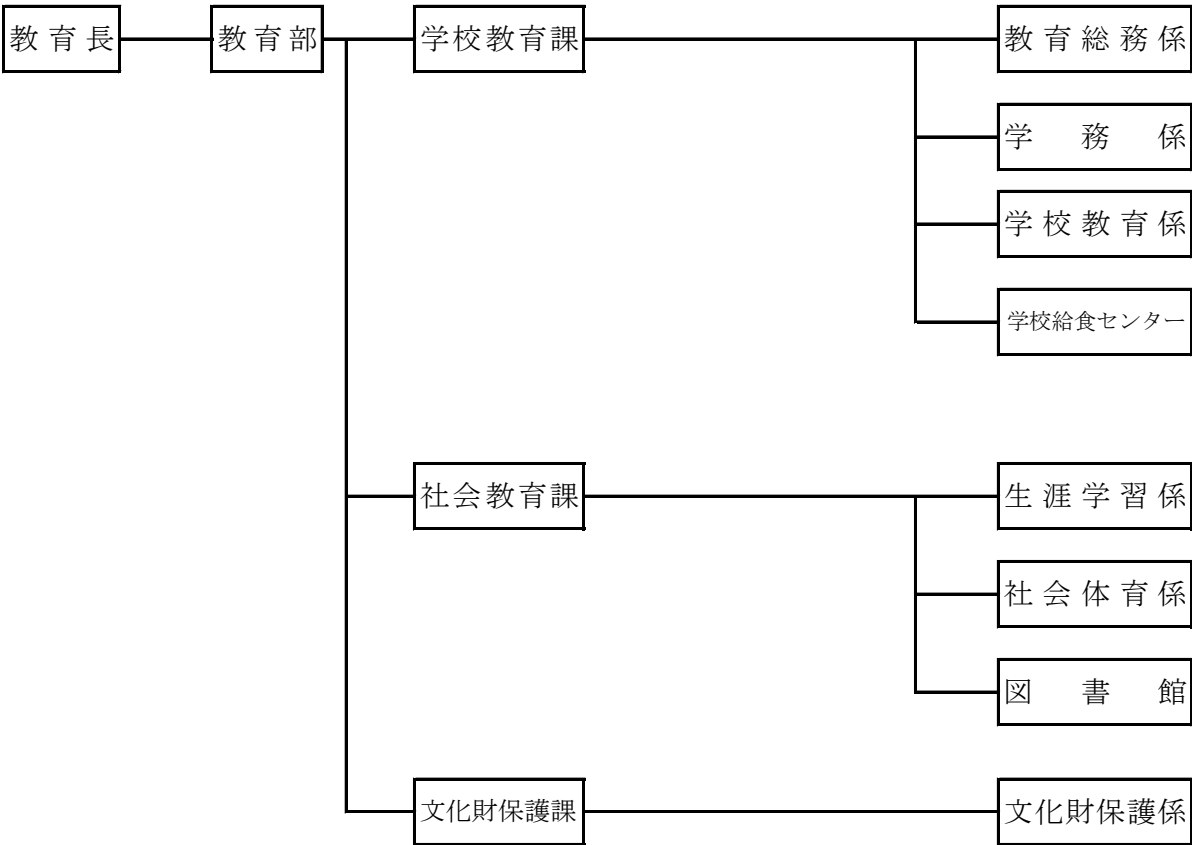 教育長
教育部
学校教育課
教育総務係
学務係
学校教育係
学校給食センター
社会教育課
生涯学習係
社会体育係
図書館
文化財保護課
文化財保護係